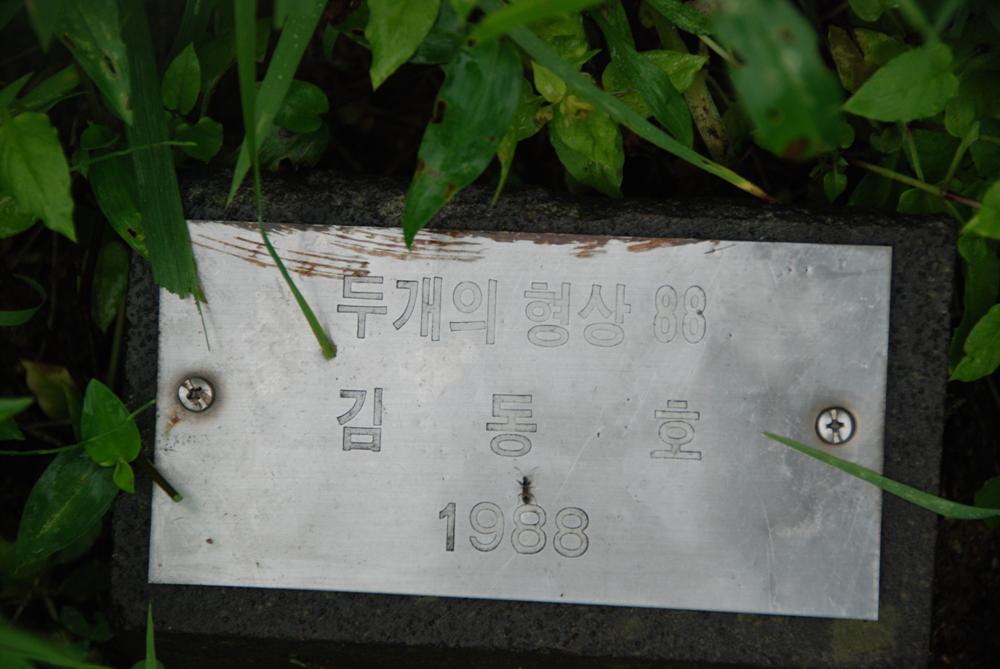 두개의 형상 88
김 동 호
1988